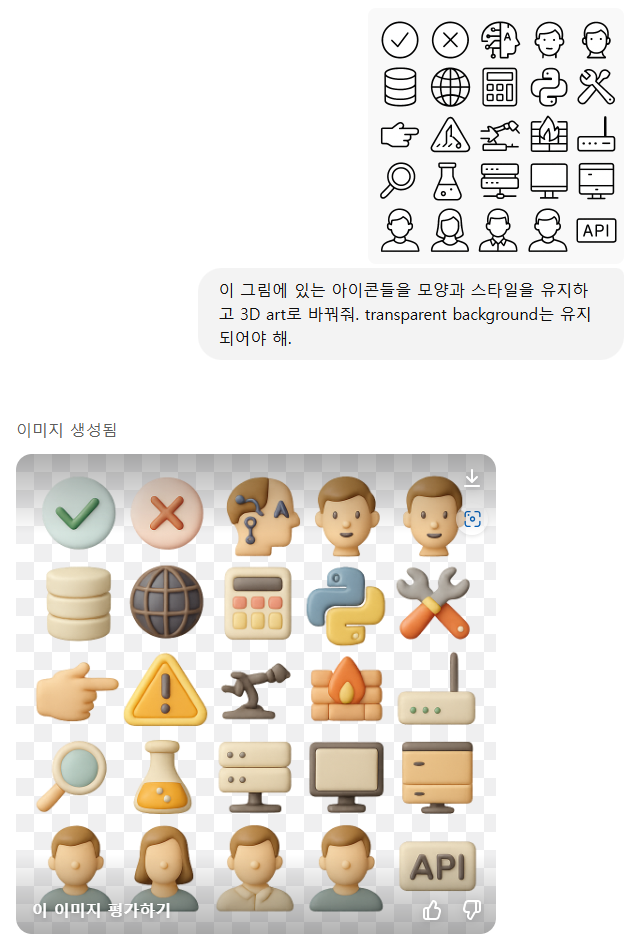 A
API
이 그림에 있는 아이콘들을 모양과 스타일을 유지하
고 3D art로 바꿔줘. transparent background는 유지
되어야 해.
이미지 생성됨
A
API
이 이미지 평가하기